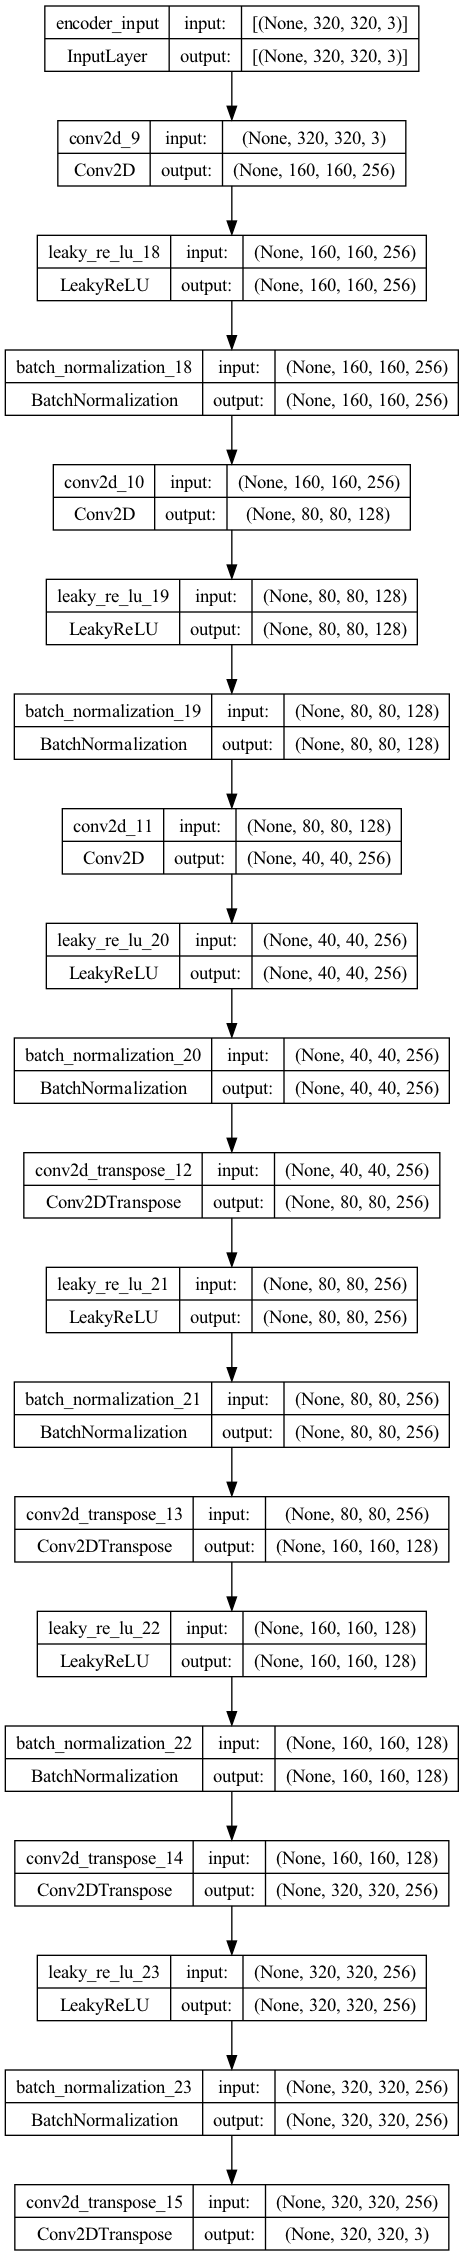 encoder_input input: [(None, 320, 320, 3)]
InputLayer output: [(None, 320, 320, 3)]
conv2d_9 input: (None, 320, 320, 3)
Conv2D output: (None, 160, 160, 256)
leaky_re_lu_18 input: (None, 160, 160, 256)
LeakyReLU output: (None, 160, 160, 256)
batch_normalization_18 input: (None, 160, 160, 256)
BatchNormalization output: (None, 160, 160, 256)
conv2d_10 input: (None, 160, 160, 256)
Conv2D output: (None, 80, 80, 128)
leaky_re_lu_19 input: (None, 80, 80, 128)
LeakyReLU output: (None, 80, 80, 128)
batch_normalization_19 input: (None, 80, 80, 128)
BatchNormalization output: (None, 80, 80, 128)
conv2d_11 input: (None, 80, 80, 128)
Conv2D output: (None, 40, 40, 256)
leaky_re_lu_20 input: (None, 40, 40, 256)
LeakyReLU output: (None, 40, 40, 256)
batch_normalization_20 input: (None, 40, 40, 256)
BatchNormalization output: (None, 40, 40, 256)
conv2d_transpose_12 input: (None, 40, 40, 256)
Conv2DTranspose output: (None, 80, 80, 256)
leaky_re_lu_21 input: (None, 80, 80, 256)
LeakyReLU output: (None, 80, 80, 256)
batch_normalization_21 input: (None, 80, 80, 256)
BatchNormalization output: (None, 80, 80, 256)
conv2d_transpose_13 input: (None, 80, 80, 256)
Conv2DTranspose output: (None, 160, 160, 128)
leaky_re_lu_22 input: (None, 160, 160, 128)
LeakyReLU output: (None, 160, 160, 128)
batch_normalization_22 input: (None, 160, 160, 128)
BatchNormalization output: (None, 160, 160, 128)
conv2d_transpose_14 input: (None, 160, 160, 128)
Conv2DTranspose output: (None, 320, 320, 256)
leaky_re_lu_23 input: (None, 320, 320, 256)
LeakyReLU output: (None, 320, 320, 256)
batch_normalization_23 input: (None, 320, 320, 256)
BatchNormalization output: (None, 320, 320, 256)
conv2d_transpose_15 input: (None, 320, 320, 256)
Conv2DTranspose output: (None, 320, 320, 3)